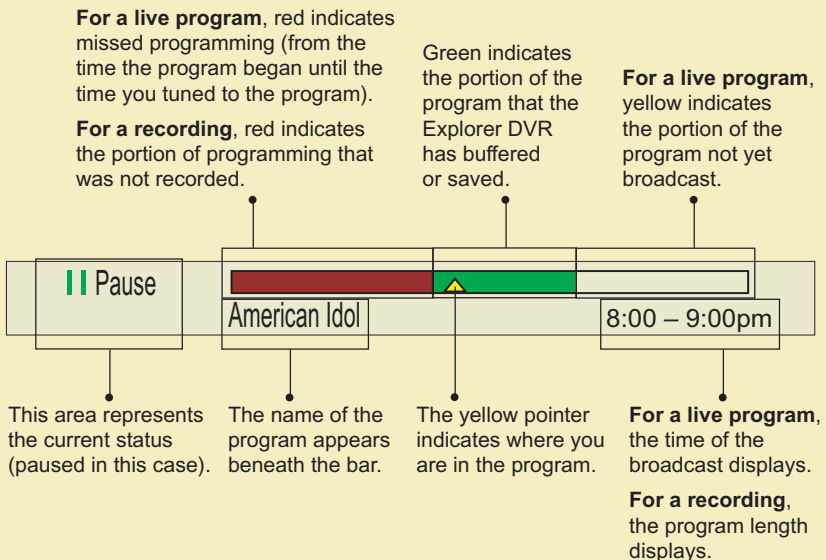 For a live program, red indicates
missed programming (from the
time the program began until the
time you tuned to the program).
For a recording, red indicates
the portion of programming that
was not recorded.
Green indicates
the portion of the
program that the
Explorer DVR
has buffered
or saved.
For a live program,
yellow indicates
the portion of the
program not yet
broadcast.
Pause
American Idol
8:00 – 9:00pm
This area represents
the current status
(paused in this case).
The name of the
program appears
beneath the bar.
The yellow pointer
indicates where you
are in the program.
For a live program,
the time of the
broadcast displays.
For a recording,
the program length
displays.